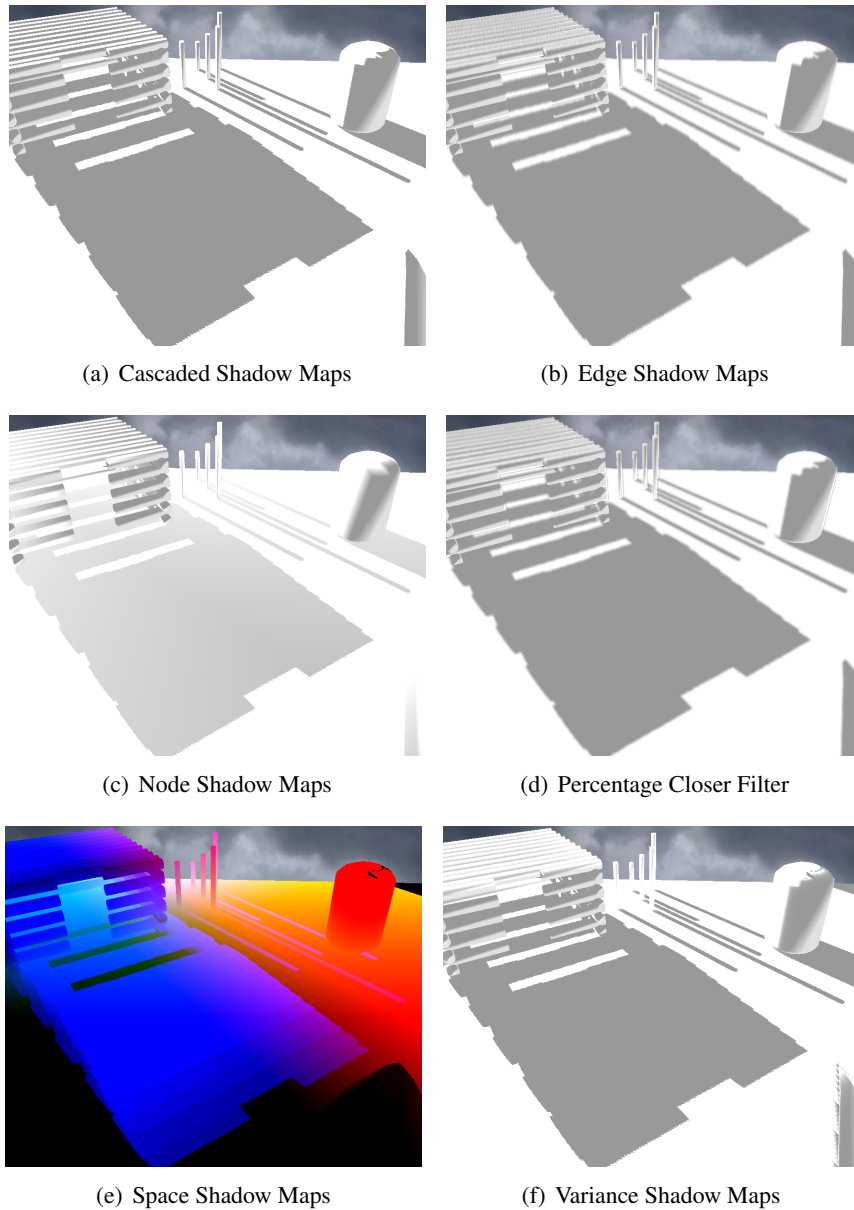 (a) Cascaded Shadow Maps
(b) Edge Shadow Maps
(c) Node Shadow Maps
(d) Percentage Closer Filter
(e) Space Shadow Maps
(f) Variance Shadow Maps